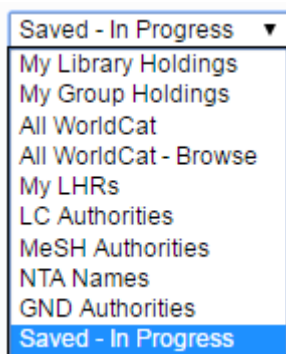 Saved - In Progress ▼
My Library Holdings
My Group Holdings
All WorldCat
All WorldCat - Browse
My LHRs
LC Authorities
MeSH Authorities
NTA Names
GND Authorities
Saved - In Progress